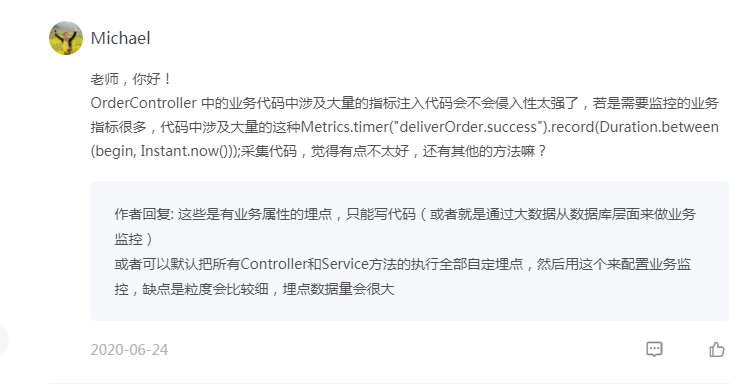 Michael
老师，你好！
OrderController 中的业务代码中涉及大量的指标注入代码会不会侵入性太强了，若是需要监控的业务
指标很多，代码中涉及大量的这种Metrics.timer("deliverOrder.success").record(Duration.between
(begin, Instant.now()));采集代码，觉得有点不太好，还有其他的方法嘛？
作者回复: 这些是有业务属性的埋点，只能写代码（或者就是通过大数据从数据库层面来做业务
监控）
或者可以默认把所有Controller和Service方法的执行全部自定埋点，然后用这个来配置业务监
控，缺点是粒度会比较细，埋点数据量会很大
2020-06-24